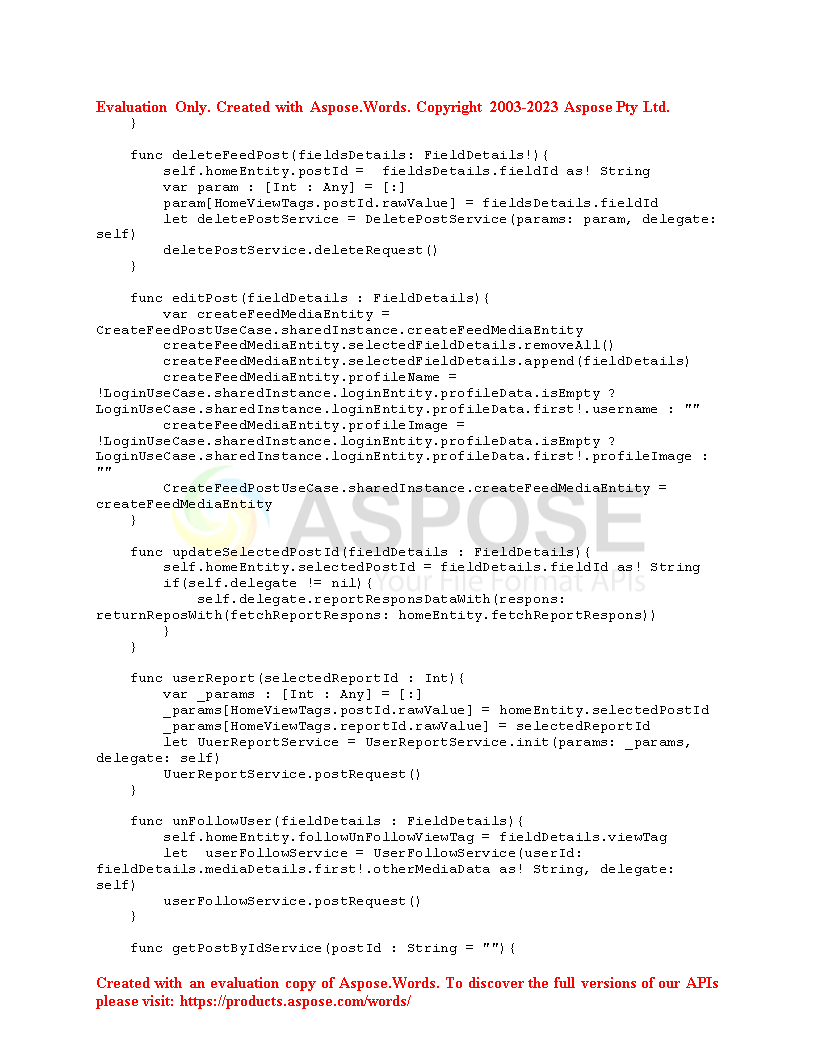 Evaluation Only. Created with Aspose.Words. Copyright 2003-2023 Aspose Pty Ltd.
}
func deleteFeedPost(fieldsDetails: FieldDetails!){
self.homeEntity.postId =  fieldsDetails.fieldId as! String
var param : [Int : Any] = [:]
param[HomeViewTags.postId.rawValue] = fieldsDetails.fieldId
let deletePostService = DeletePostService(params: param, delegate:
self)
deletePostService.deleteRequest()
}
func editPost(fieldDetails : FieldDetails){
var createFeedMediaEntity =
CreateFeedPostUseCase.sharedInstance.createFeedMediaEntity
createFeedMediaEntity.selectedFieldDetails.removeAll()
createFeedMediaEntity.selectedFieldDetails.append(fieldDetails)
createFeedMediaEntity.profileName =
!LoginUseCase.sharedInstance.loginEntity.profileData.isEmpty ?
LoginUseCase.sharedInstance.loginEntity.profileData.first!.username : ""
createFeedMediaEntity.profileImage =
!LoginUseCase.sharedInstance.loginEntity.profileData.isEmpty ?
LoginUseCase.sharedInstance.loginEntity.profileData.first!.profileImage :
""
CreateFeedPostUseCase.sharedInstance.createFeedMediaEntity =
createFeedMediaEntity
}
ASPOSE
func updateSelectedPostId(fieldDetails : FieldDetails){
self.homeEntity.selectedPostId = fieldDetails.fieldId as! String
if(self.delegate != nil){
Your File Format APIs
self.delegate.reportResponsDataWith(respons:
returnReposWith(fetchReportRespons: homeEntity.fetchReportRespons))
}
}
func userReport(selectedReportId : Int){
var _params : [Int : Any] = [:]
_params[HomeViewTags.postId.rawValue] = homeEntity.selectedPostId
_params[HomeViewTags.reportId.rawValue] = selectedReportId
let UuerReportService = UserReportService.init(params: _params,
delegate: self)
UuerReportService.postRequest()
}
func unFollowUser(fieldDetails : FieldDetails){
self.homeEntity.followUnFollowViewTag = fieldDetails.viewTag
let  userFollowService = UserFollowService(userId:
fieldDetails.mediaDetails.first!.otherMediaData as! String, delegate:
self)
userFollowService.postRequest()
}
func getPostByIdService(postId : String = ""){
Created with an evaluation copy of Aspose.Words. To discover the full versions of our APIs
please visit: https://products.aspose.com/words/